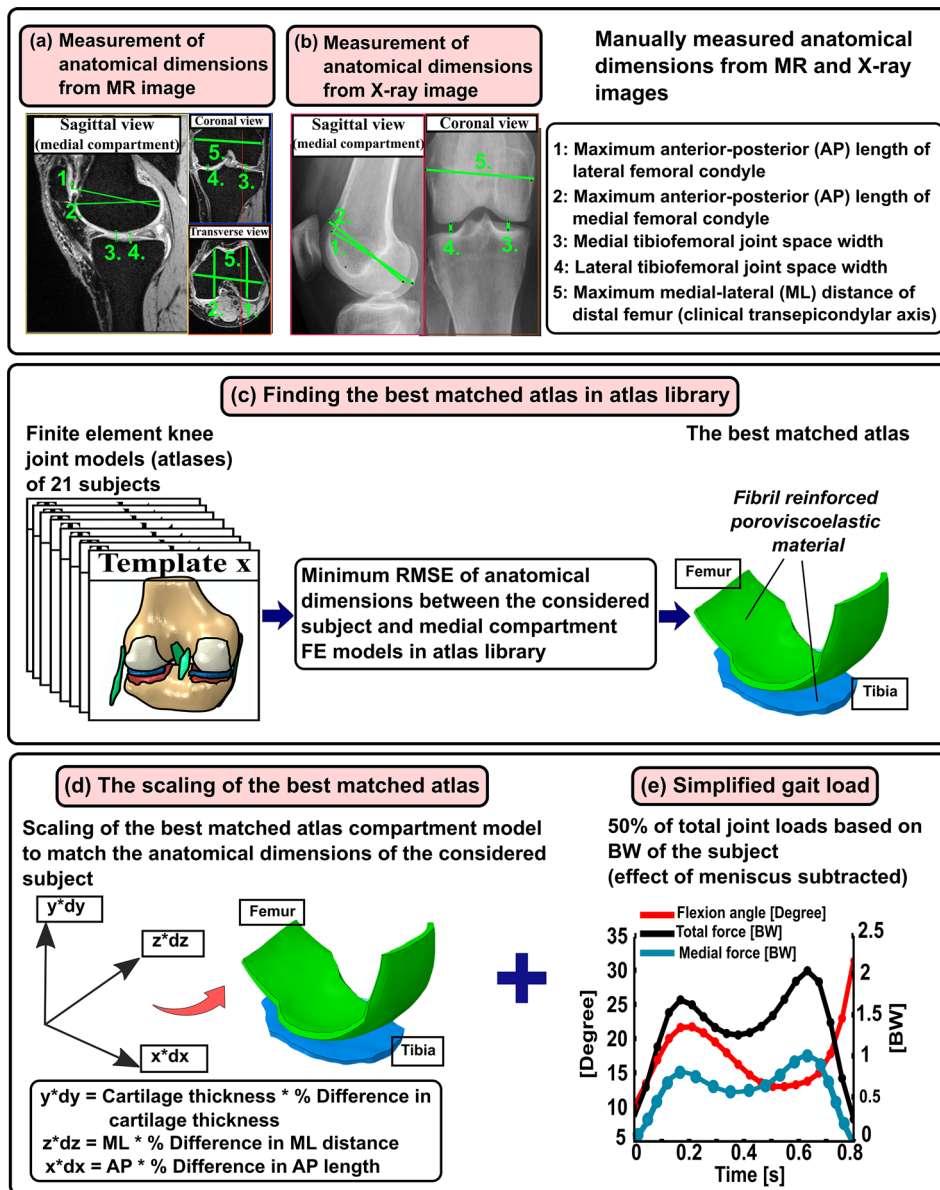 (a) Measurement of
anatomical dimensions
from MR image
(b) Measurement of
anatomical dimensions
from X-ray image
Manually measured anatomical
dimensions from MR and X-ray
images
Sagittal view
(medial compartment)
1.
2.
3. 4.
Coronal view
5.
4. 3.
Transverse view
5.
2. 1.
Sagittal view
(medial compartment)
2.
1.
Coronal view
5.
4. 3.
1: Maximum anterior-posterior (AP) length of
lateral femoral condyle
2: Maximum anterior-posterior (AP) length of
medial femoral condyle
3: Medial tibiofemoral joint space width
4: Lateral tibiofemoral joint space width
5: Maximum medial-lateral (ML) distance of
distal femur (clinical transepicondylar axis)
(c) Finding the best matched atlas in atlas library
Finite element knee
joint models (atlases)
of 21 subjects
Template x
Minimum RMSE of anatomical
dimensions between the considered
subject and medial compartment
FE models in atlas library
The best matched atlas
Fibril reinforced
poroviscoelastic
material
Femur
Tibia
(d) The scaling of the best matched atlas
Scaling of the best matched atlas compartment model
to match the anatomical dimensions of the considered
subject
y*dy
z*dz
x*dx
Femur
Tibia
y*dy = Cartilage thickness * % Difference in
cartilage thickness
z*dz = ML * % Difference in ML distance
x*dx = AP * % Difference in AP length
(e) Simplified gait load
50% of total joint loads based on
BW of the subject
(effect of meniscus subtracted)
Flexion angle [Degree]
Total force [BW]
Medial force [BW]
[Degree]
35
30
25
20
15
10
5
2.5
2
1.5
1
0.5
0
[BW]
0 0.2 0.4 0.6 0.8
Time [s]